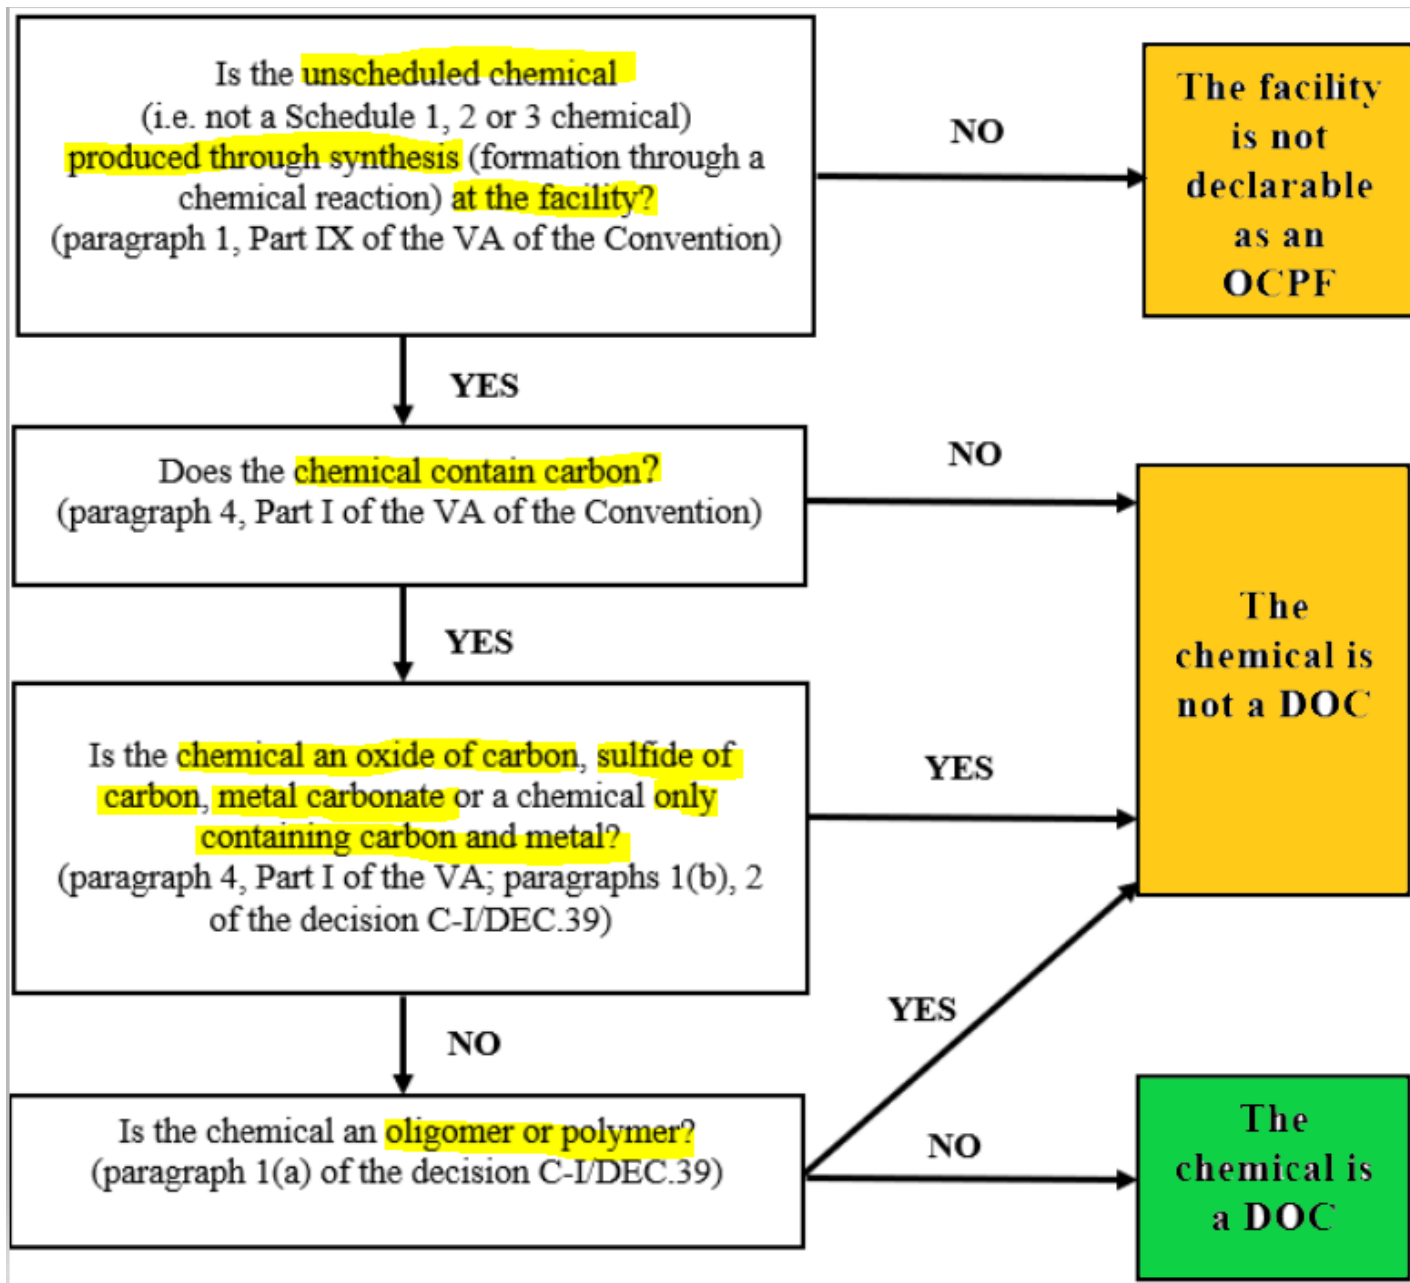 Is the unscheduled chemical
(i.e. not a Schedule 1, 2 or 3 chemical)
produced through synthesis (formation through a
chemical reaction) at the facility?
(paragraph 1, Part IX of the VA of the Convention)
NO
The facility
is not
declarable
as an
OCPF
YES
Does the chemical contain carbon?
(paragraph 4, Part I of the VA of the Convention)
NO
The
chemical is
not a DOC
YES
Is the chemical an oxide of carbon, sulfide of
carbon, metal carbonate or a chemical only
containing carbon and metal?
(paragraph 4, Part I of the VA; paragraphs 1(b), 2
of the decision C-I/DEC.39)
YES
NO
YES
Is the chemical an oligomer or polymer?
(paragraph 1(a) of the decision C-I/DEC.39)
NO
The
chemical is
a DOC